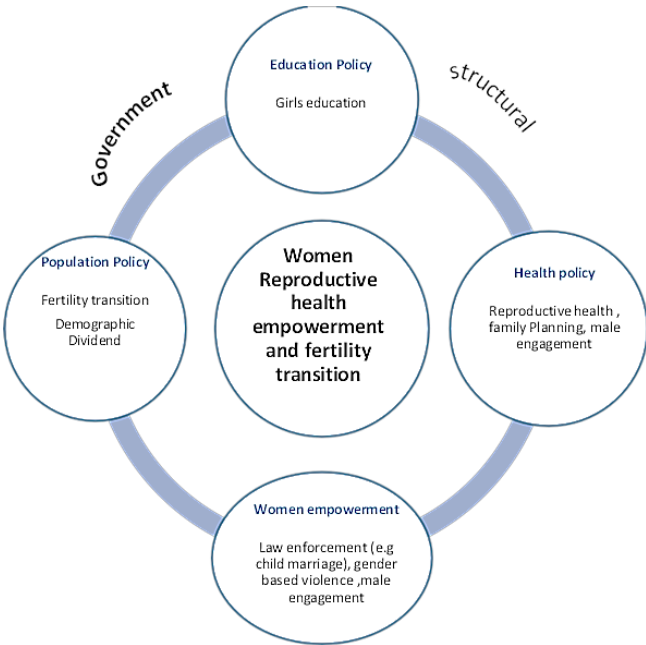 Education Policy
Girls education
Government
structural
Population Policy
Fertility transition
Demographic
Dividend
Women
Reproductive
health
empowerment
and fertility
transition
Health policy
Reproductive health ,
family Planning, male
engagement
Women empowerment
Law enforcement (e.g
child marriage), gender
based violence ,male
engagement